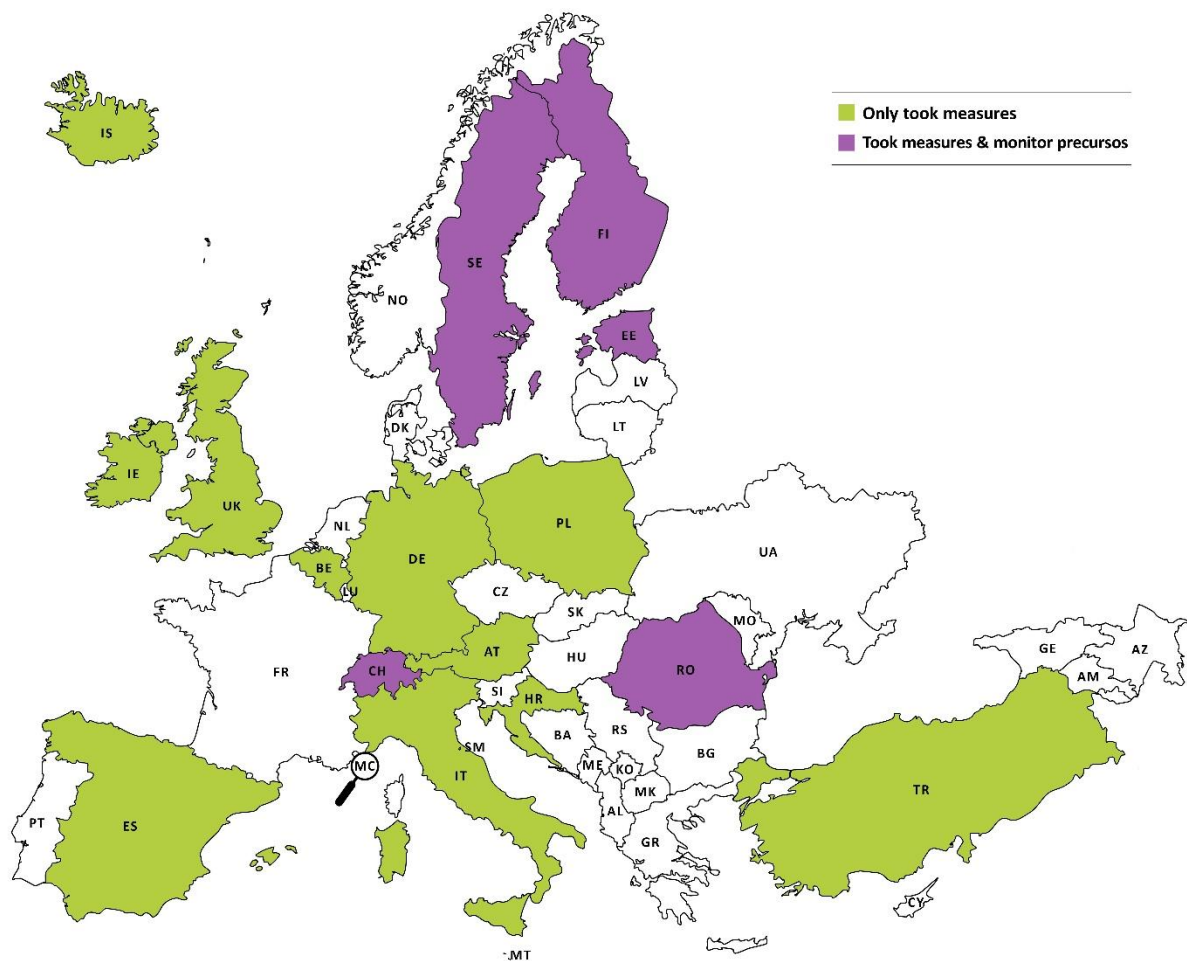 IS
Only took measures
Took measures & monitor precursos
FI
SE
NO
EE
LV
DK
LT
IE
UK
NL
PL
DE
UA
BE
LU
CZ
SK
MO
AT
HU
GE
AZ
FR
CH
RO
AM
SI
HR
RS
BA
SM
BG
MC
ME
KO
IT
MK
TR
PT
ES
AL
GR
CY
MT